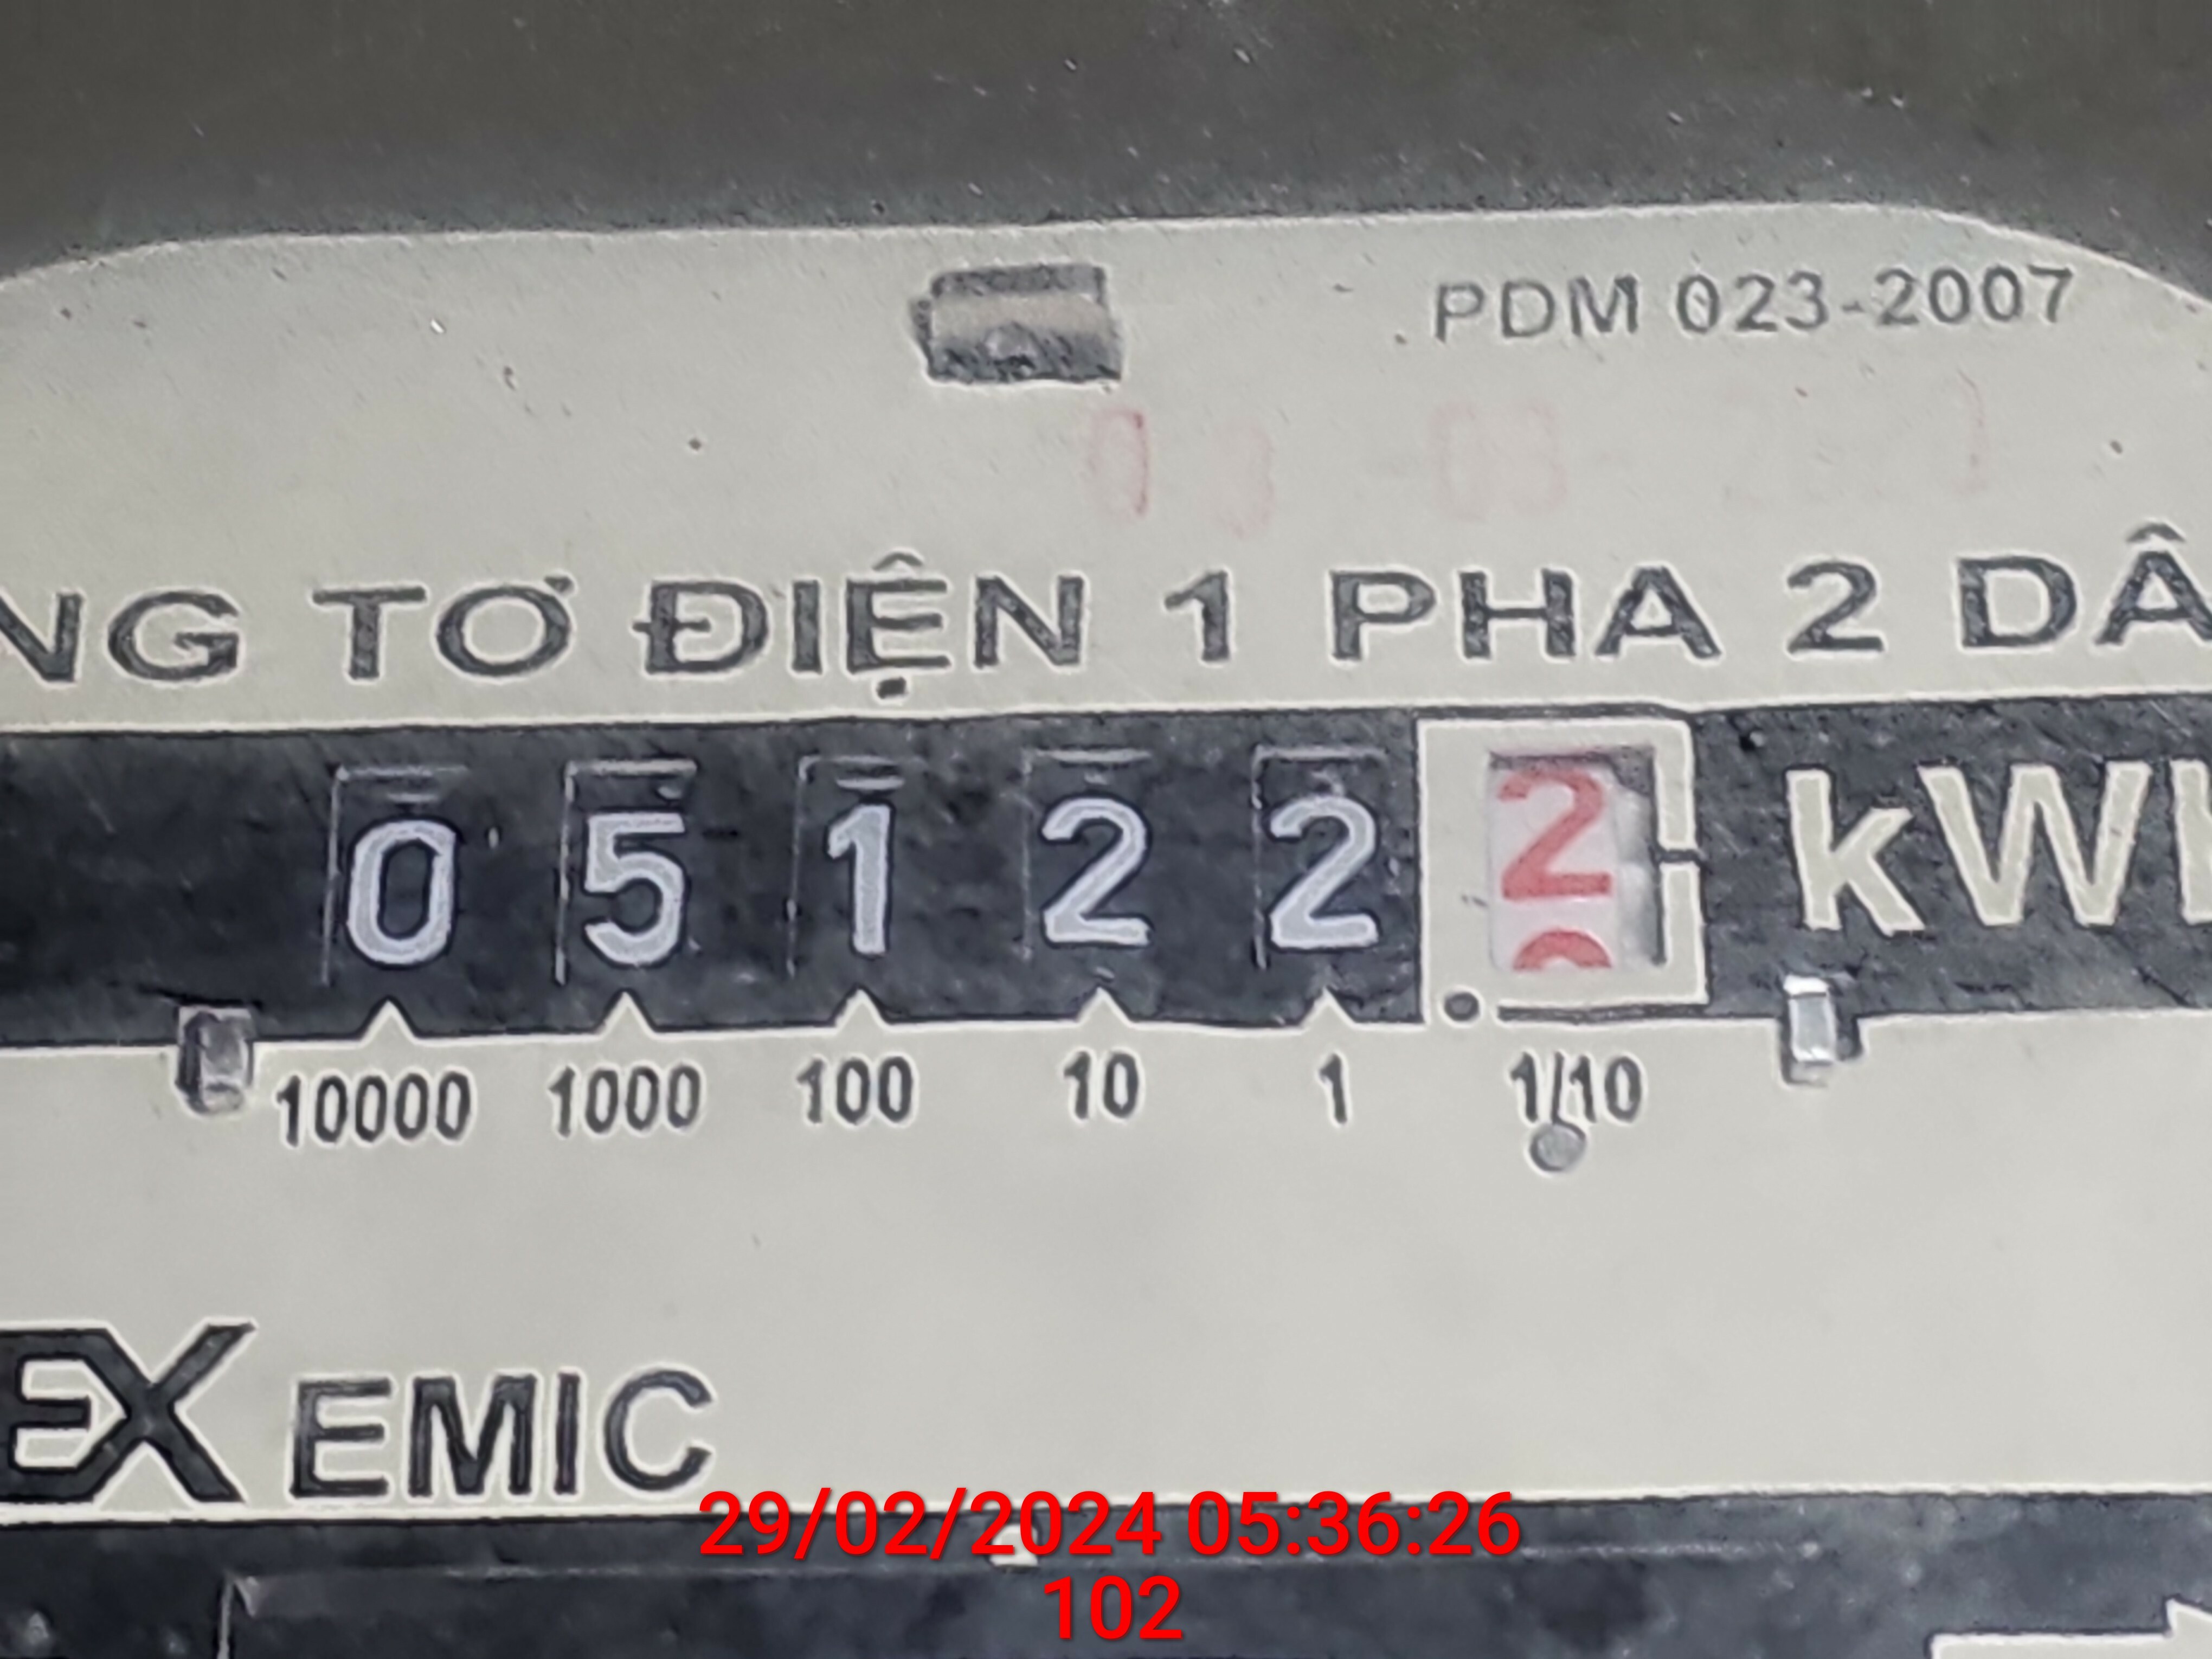 PDM 023-2007
NG TƠ ĐIỆN 1 PHA 2 DÂ
0 5 1 2 2 2 kWh
10000 1000 100 10 1 1/10
EMIC
29/02/2024 05:36:26
102